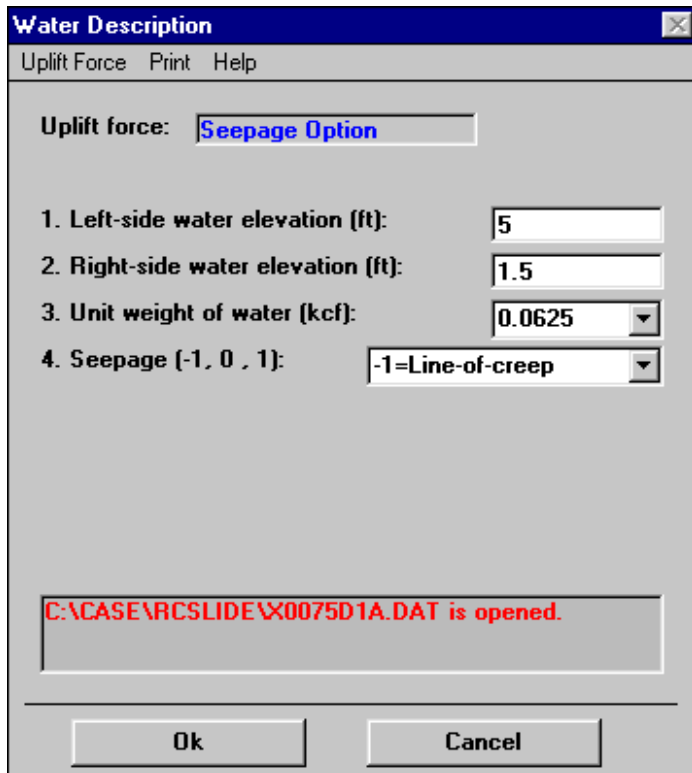 Water Description
Uplift Force Print Help
Uplift force: Seepage Option
1. Left-side water elevation (ft): 5
2. Right-side water elevation (ft): 1.5
3. Unit weight of water (kcf): 0.0625
4. Seepage (-1, 0 , 1): -1=Line-of-creep
C:\CASE\RCSLIDE\X0075D1A.DAT is opened.
Ok Cancel